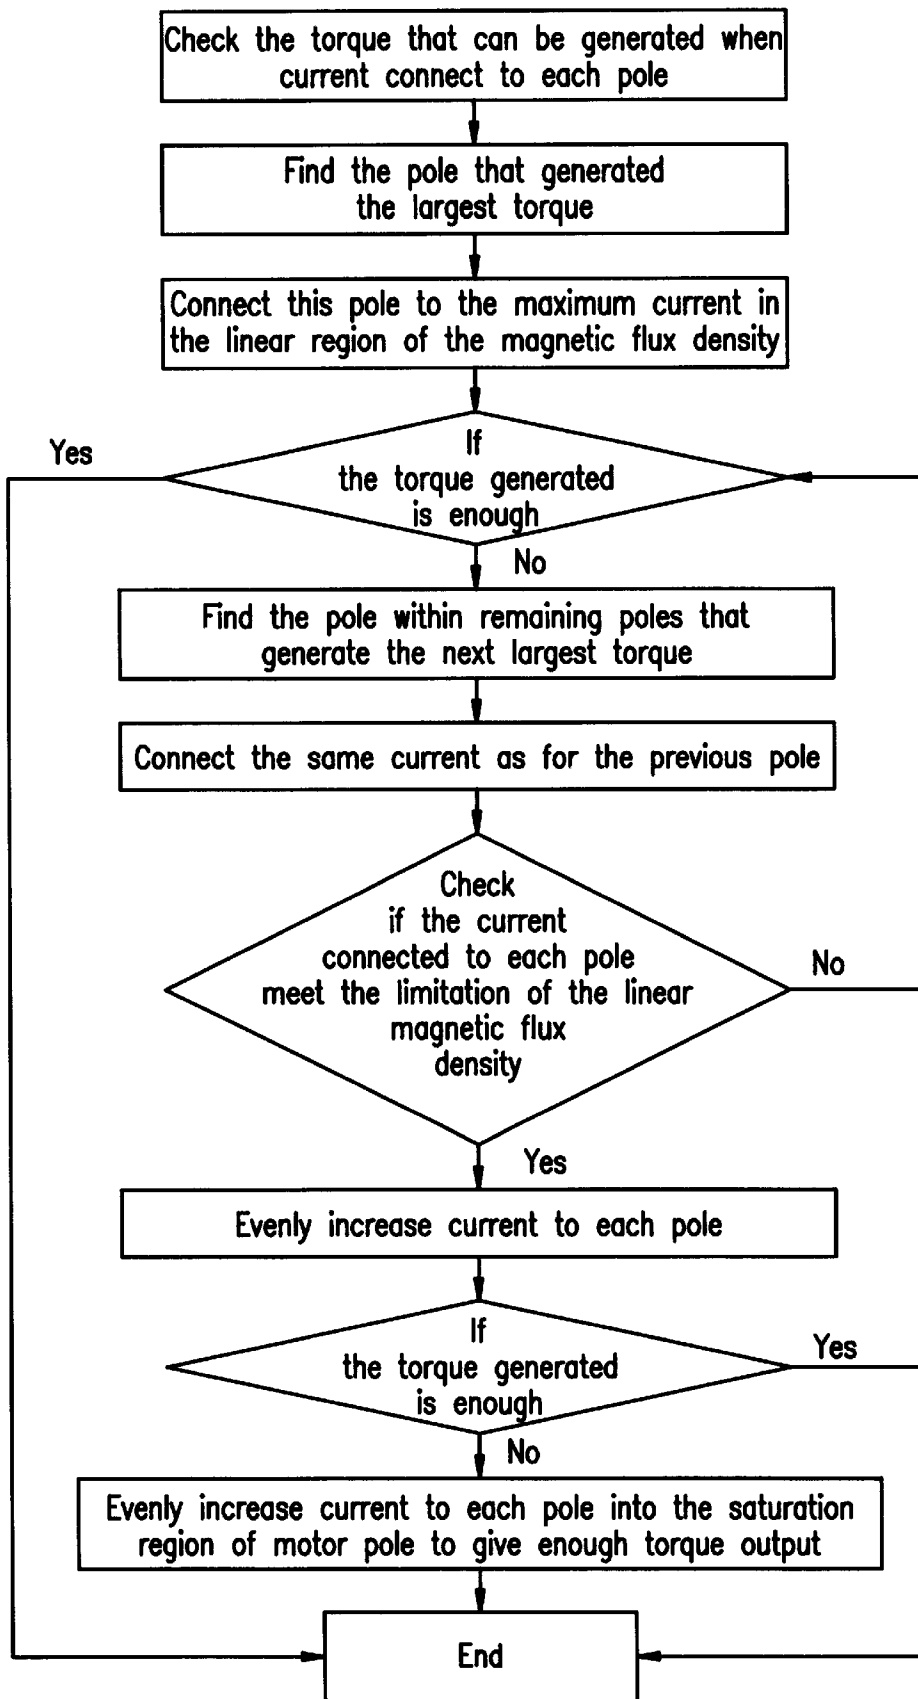 Check the torque that can be generated when
current connect to each pole
Find the pole that generated
the largest torque
Connect this pole to the maximum current in
the linear region of the magnetic flux density
Yes
If
the torque generated
is enough
No
Find the pole within remaining poles that
generate the next largest torque
Connect the same current as for the previous pole
Check
if the current
connected to each pole
meet the limitation of the linear
magnetic flux
density
No
Yes
Evenly increase current to each pole
If
the torque generated
is enough
Yes
No
Evenly increase current to each pole into the saturation
region of motor pole to give enough torque output
End